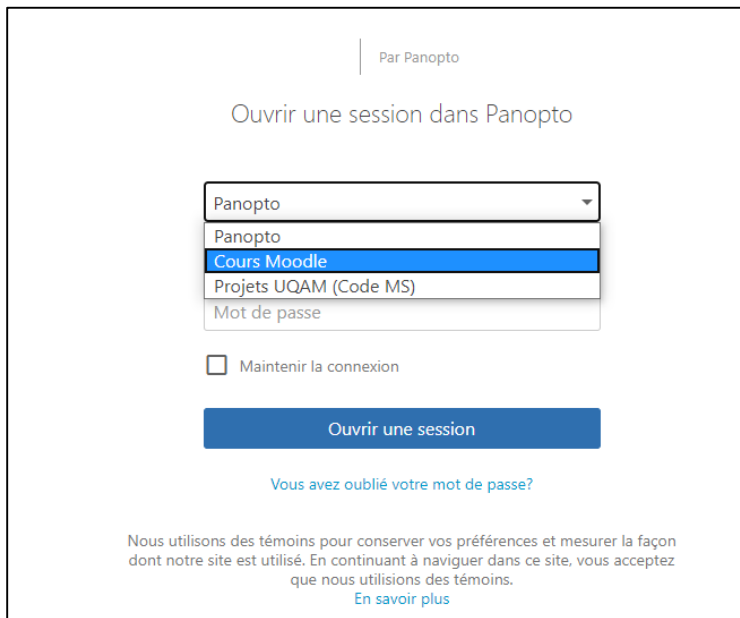 Par Panopto
Ouvrir une session dans Panopto
Panopto
Panopto
Cours Moodle
Projets UQAM (Code MS)
Mot de passe
Maintenir la connexion
Ouvrir une session
Vous avez oublié votre mot de passe?
Nous utilisons des témoins pour conserver vos préférences et mesurer la façon
dont notre site est utilisé. En continuant à naviguer dans ce site, vous acceptez
que nous utilisions des témoins.
En savoir plus